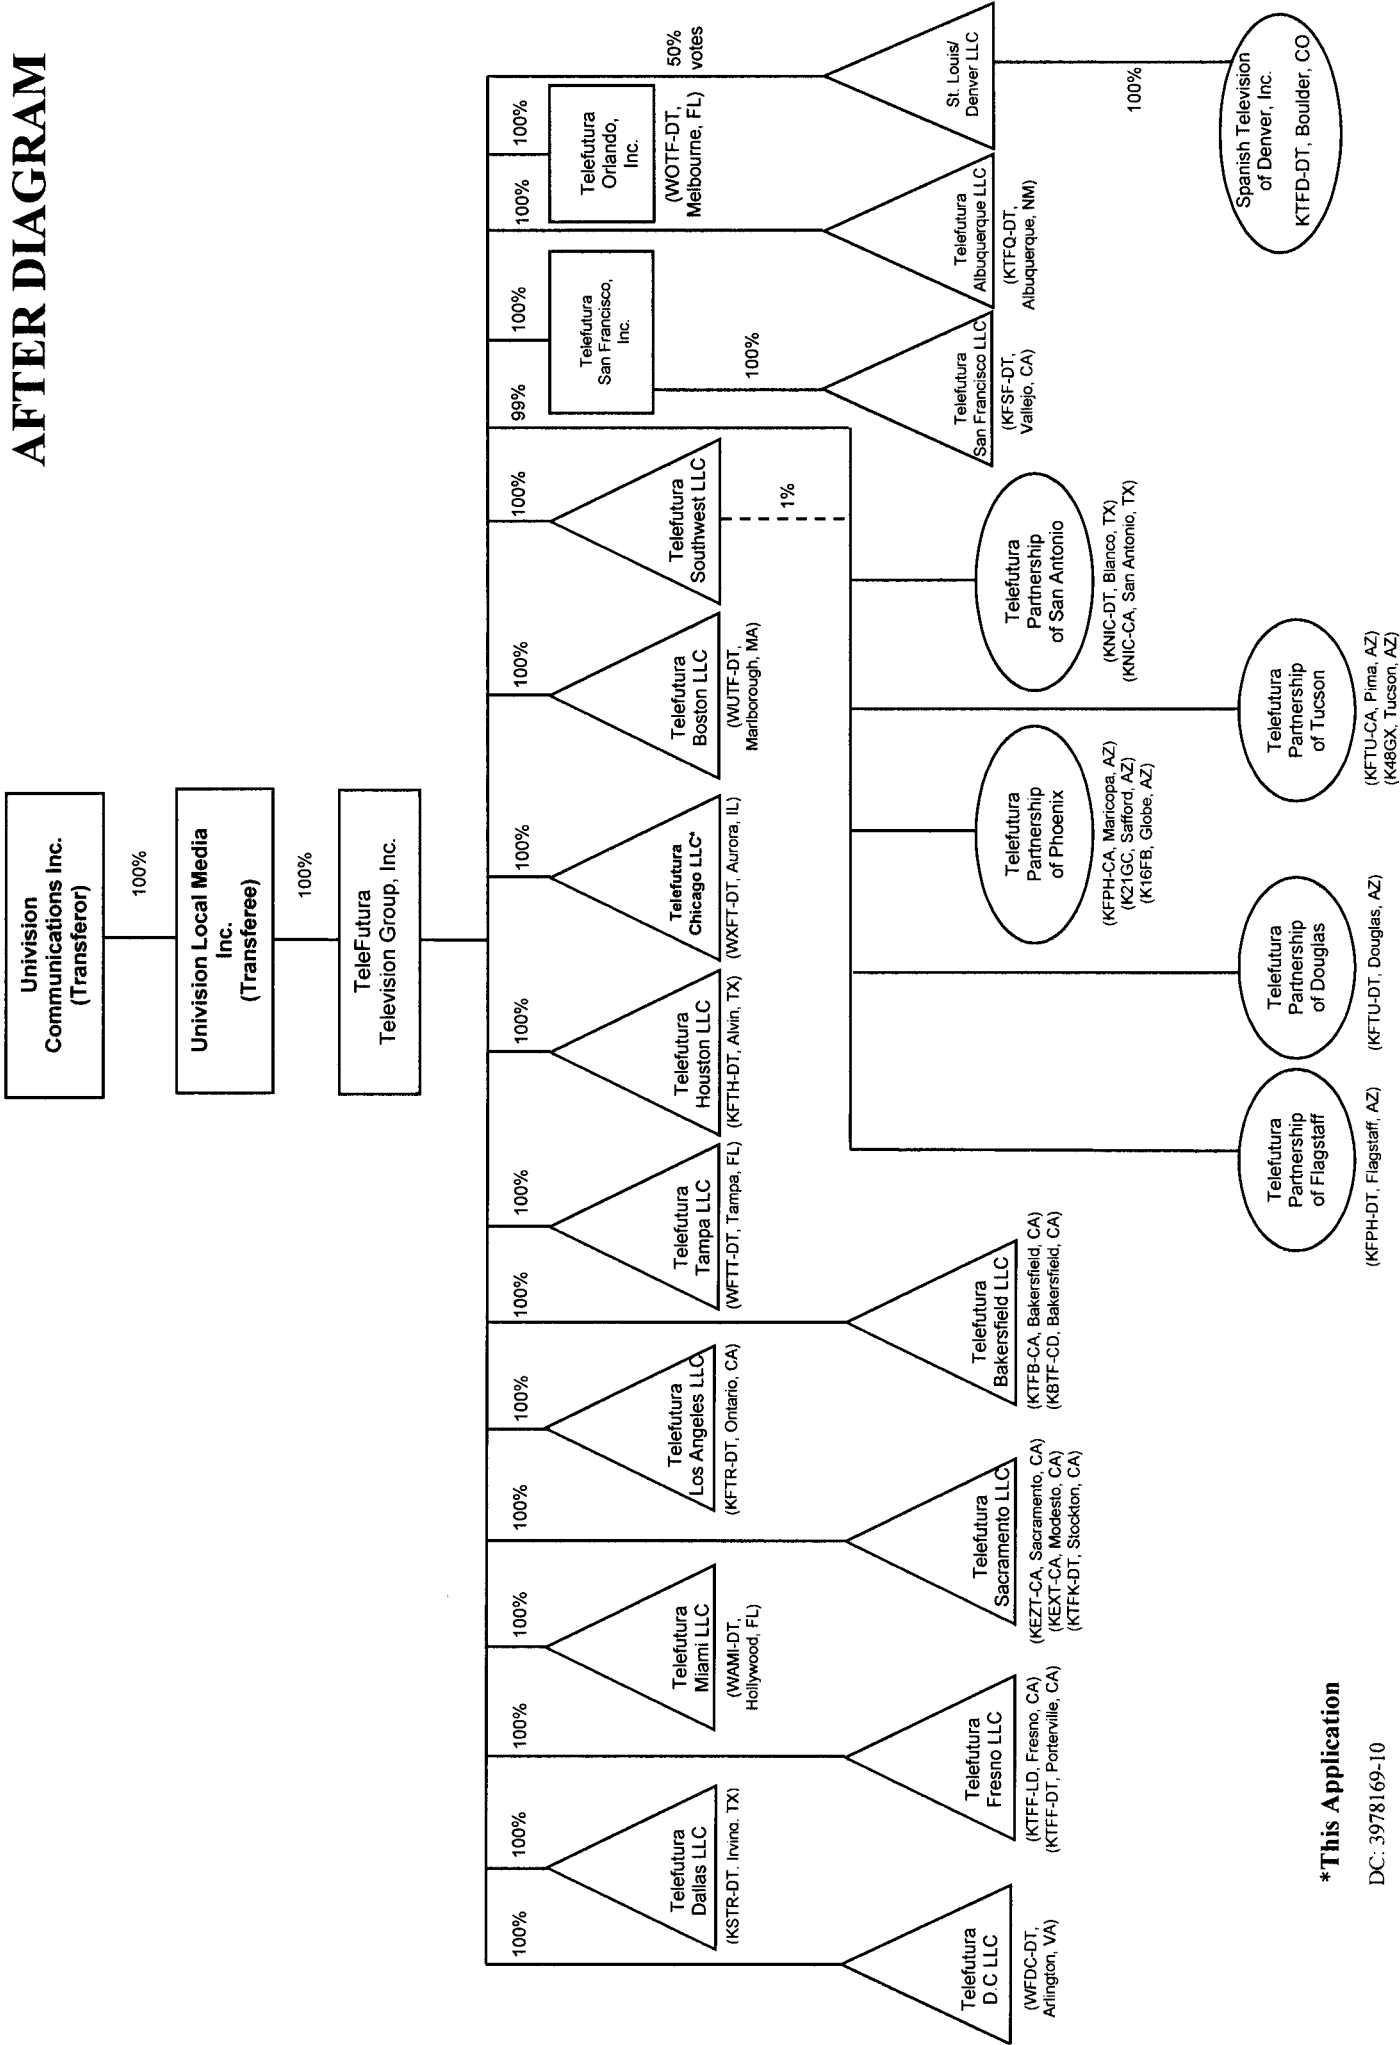 AFTER DIAGRAM
Univision
Communications Inc.
(Transferor)
100%
Univision Local Media
Inc.
(Transferee)
100%
TeleFutura
Television Group, Inc.
100%
100%
100%
100%
100%
100%
100%
100%
100%
100%
100%
100%
100%
99%
100%
100%
100%
50%
votes
Telefutura
Dallas LLC
(KSTR-DT, Irving, TX)
Telefutura
Miami LLC
(WAMI-DT,
Hollywood, FL)
Telefutura
Los Angeles LLC
(KFTR-DT, Ontario, CA)
Telefutura
Tampa LLC
(WFTT-DT, Tampa, FL)
Telefutura
Houston LLC
(KFTH-DT, Alvin, TX)
Telefutura
Chicago LLC*
(WXFT-DT, Aurora, IL)
Telefutura
Boston LLC
(WUTF-DT,
Marlborough, MA)
Telefutura
Southwest LLC
1%
Telefutura
San Francisco,
Inc.
100%
Telefutura
Orlando,
Inc.
(WOTF-DT,
Melbourne, FL)
Telefutura
D.C LLC
(WFDC-DT,
Arlington, VA)
Telefutura
Fresno LLC
(KTFF-LD, Fresno, CA)
(KTFF-DT, Porterville, CA)
Telefutura
Sacramento LLC
(KEZT-CA, Sacramento, CA)
(KEXT-CA, Modesto, CA)
(KTFK-DT, Stockton, CA)
Telefutura
Bakersfield LLC
(KTFB-CA, Bakersfield, CA)
(KBTF-CD, Bakersfield, CA)
Telefutura
Partnership
of Phoenix
(KFPH-CA, Maricopa, AZ)
(K21GC, Safford, AZ)
(K16FB, Globe, AZ)
Telefutura
Partnership
of San Antonio
(KNIC-DT, Blanco, TX)
(KNIC-CA, San Antonio, TX)
Telefutura
San Francisco LLC
(KFSF-DT,
Vallejo, CA)
Telefutura
Albuquerque LLC
(KTFQ-DT,
Albuquerque, NM)
St. Louis/
Denver LLC
100%
Telefutura
Partnership
of Flagstaff
(KFPH-DT, Flagstaff, AZ)
Telefutura
Partnership
of Douglas
(KFTU-DT, Douglas, AZ)
Telefutura
Partnership
of Tucson
(KFTU-CA, Pima, AZ)
(K48GX, Tucson, AZ)
Spanish Television
of Denver, Inc.
KTFD-DT, Boulder, CO
*This Application
DC: 3978169-10